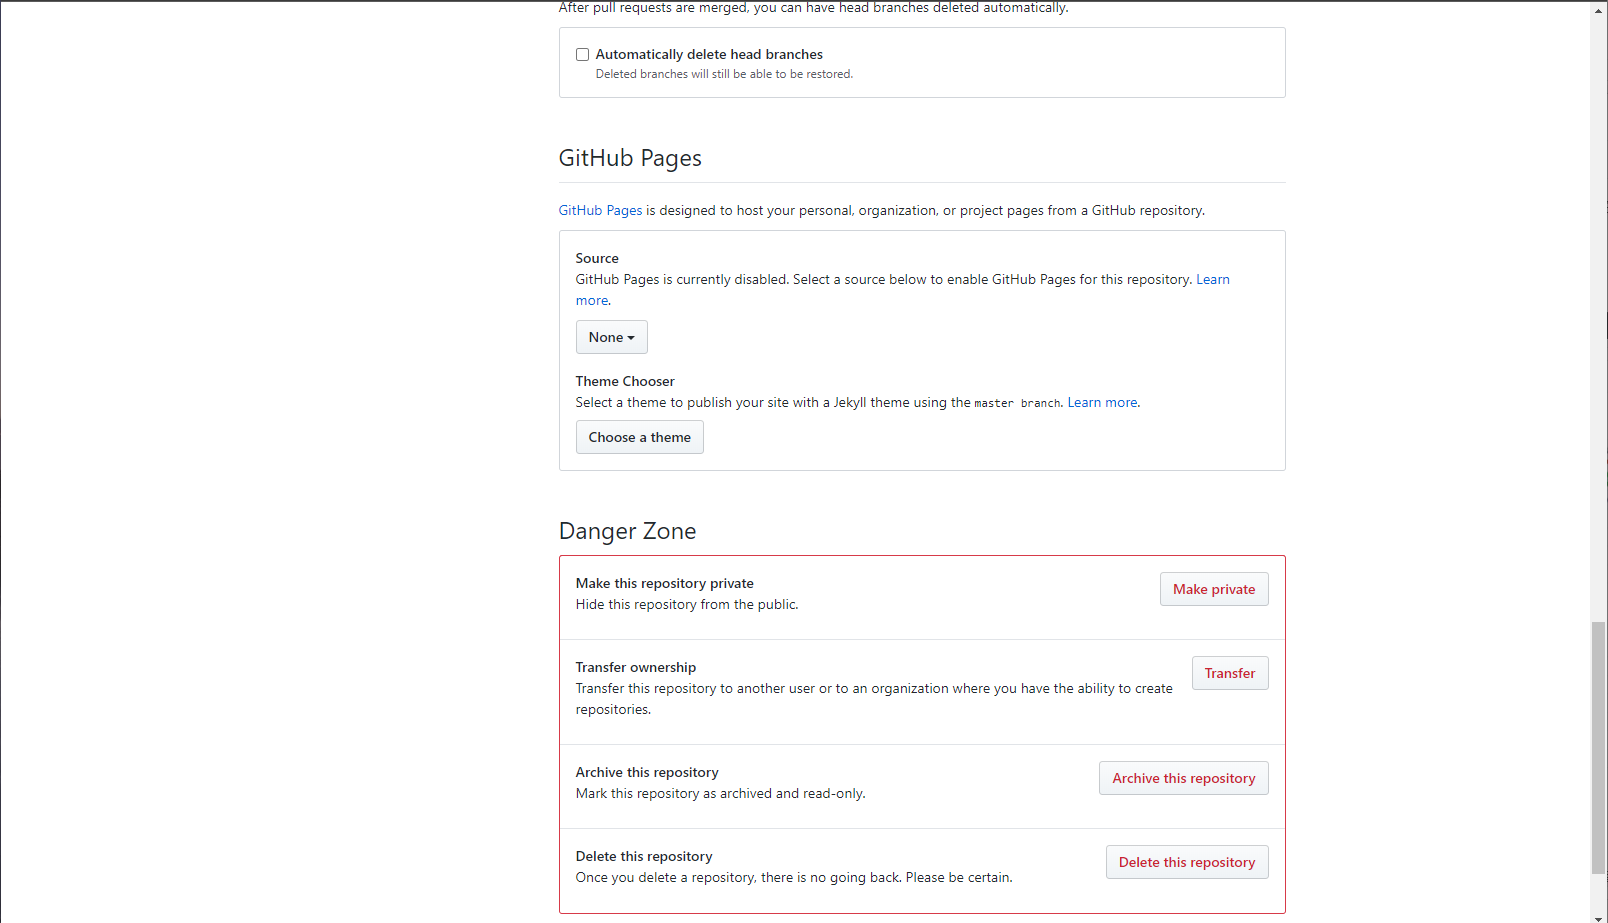 After pull requests are merged, you can have head branches deleted automatically.
Automatically delete head branches
Deleted branches will still be able to be restored.
GitHub Pages
GitHub Pages is designed to host your personal, organization, or project pages from a GitHub repository.
Source
GitHub Pages is currently disabled. Select a source below to enable GitHub Pages for this repository. Learn
more.
None
Theme Chooser
Select a theme to publish your site with a Jekyll theme using the master branch. Learn more.
Choose a theme
Danger Zone
Make this repository private
Hide this repository from the public.
Make private
Transfer ownership
Transfer this repository to another user or to an organization where you have the ability to create
repositories.
Transfer
Archive this repository
Mark this repository as archived and read-only.
Archive this repository
Delete this repository
Once you delete a repository, there is no going back. Please be certain.
Delete this repository